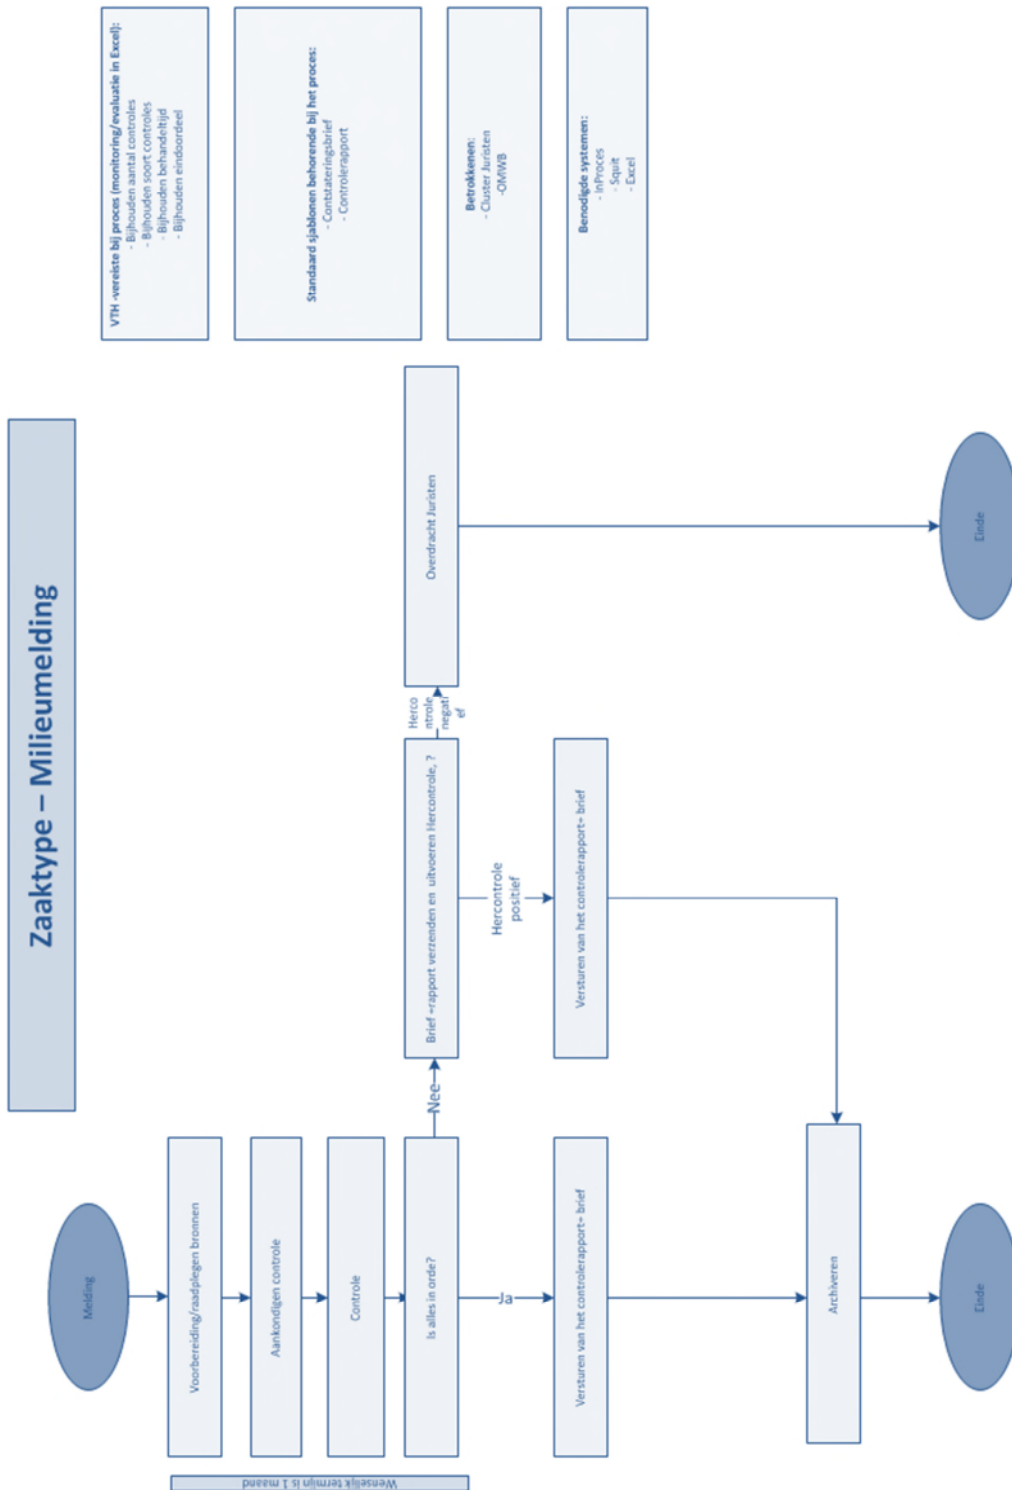 Zaaktype – Milieumelding
Melding
Voorbereiding/raadplegen bronnen
Aankondigen controle
Controle
Is alles in orde?
Nee
Ja
Brief +rapport verzenden en uitvoeren Hercontrole, ?
Herco
ntrole
negati
ef
Overdracht Juristen
Hercontrole
positief
Versturen van het controlerapport+ brief
Versturen van het controlerapport+ brief
Archiveren
Einde
Einde
Wenselijk termijn is 1 maand
VTH -vereiste bij proces (monitoring/evaluatie in Excel):
- Bijhouden aantal controles
- Bijhouden soort controles
- Bijhouden behandeltijd
- Bijhouden eindoordeel
Standaard sjablonen behorende bij het proces:
- Contstateringsbrief
- Controlerapport
Betrokkenen:
- Cluster Juristen
-OMWB
Benodigde systemen:
- InProces
- Squit
- Excel